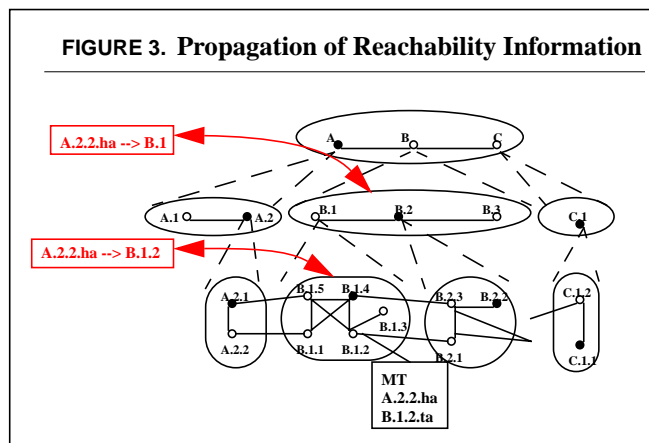 FIGURE 3. Propagation of Reachability Information
A.2.2.ha --> B.1
A B C
A.1 A.2 B.1 B.2 B.3 C.1
A.2.2.ha --> B.1.2
A.2.1 B.1.5 B.1.4 B.2.3 B.2.2 C.1.2
B.1.3
A.2.2 B.1.1 B.1.2 B.2.1 C.1.1
MT
A.2.2.ha
B.1.2.ta